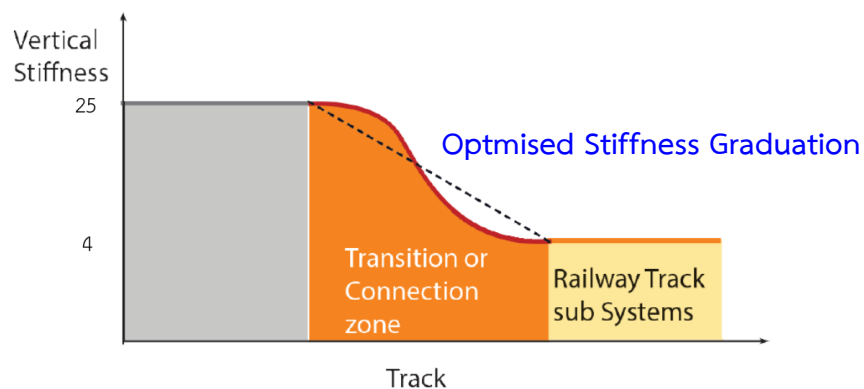 Vertical
Stiffness
25
Optmised Stiffness Graduation
4
Transition or
Connection
zone
Railway Track
sub Systems
Track